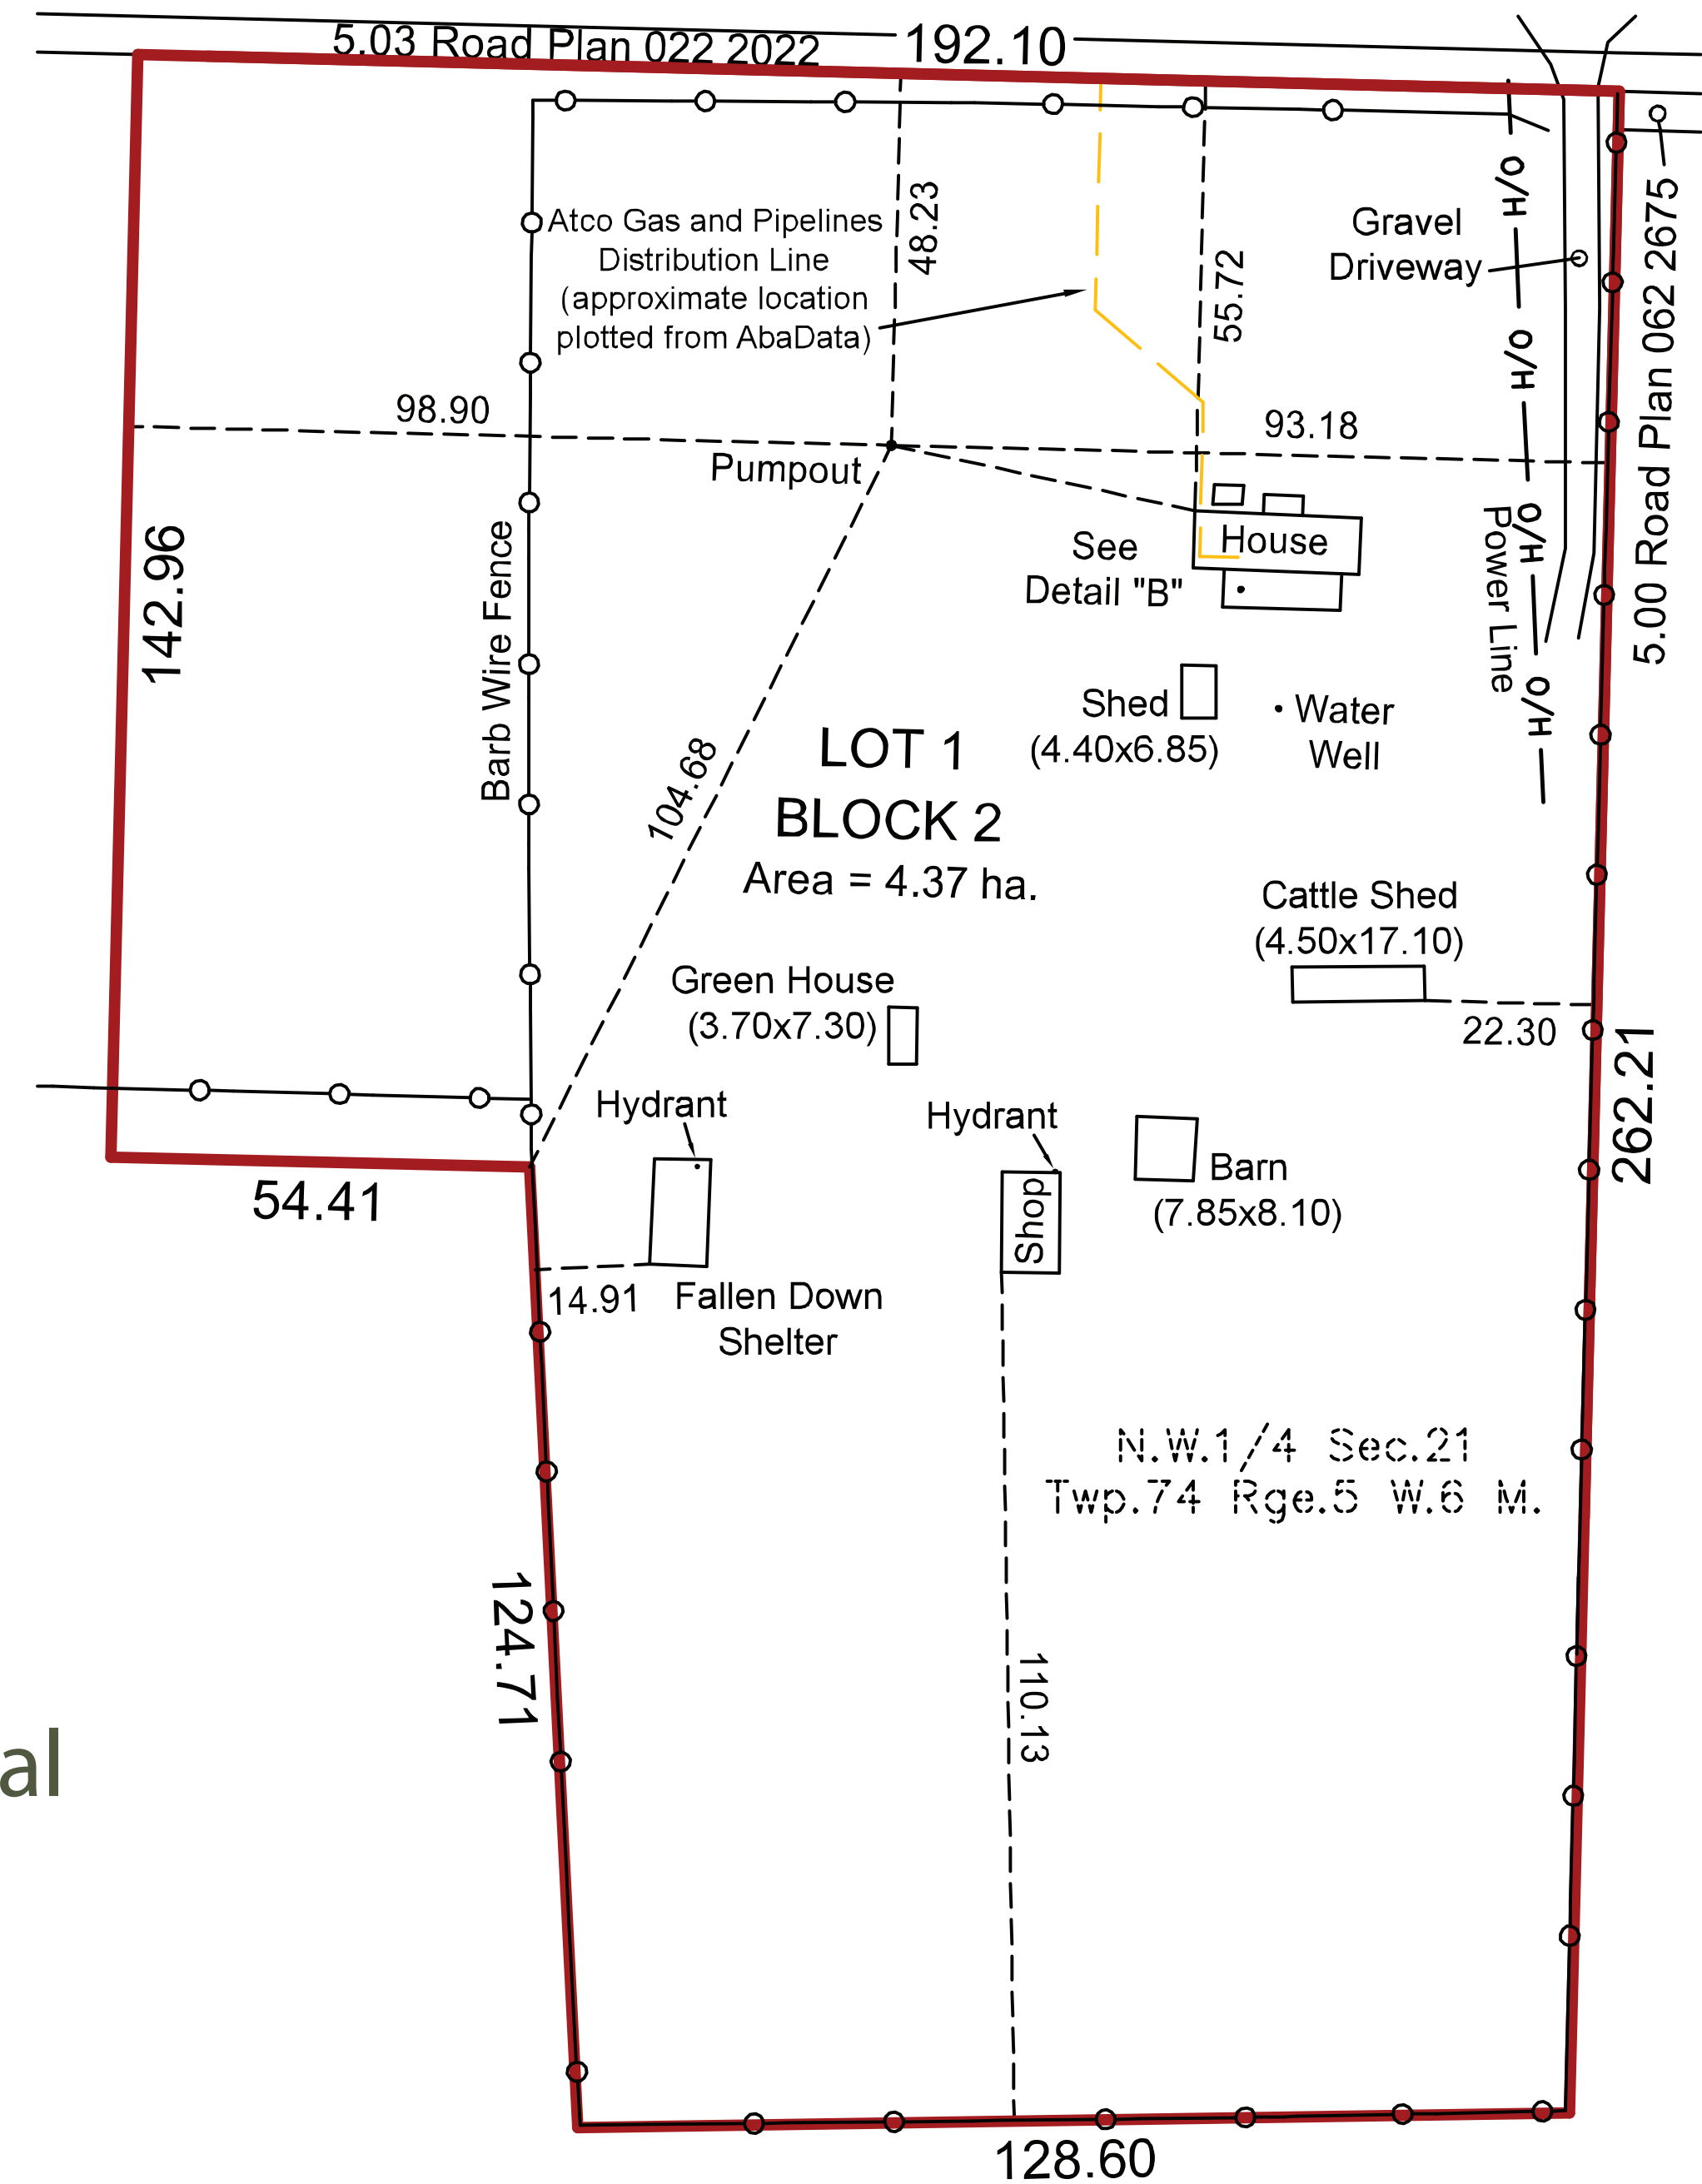 5.03 Road Plan 022 2022
192.10
48.23
Atco Gas and Pipelines
Distribution Line
(approximate location
plotted from AbaData)
55.72
Gravel
Driveway
O/H
O/H
O/H
O/H
5.00 Road Plan 062 2675
98.90
93.18
Pumpout
142.96
Barb Wire Fence
See
Detail "B"
House
Power Line
Shed
(4.40x6.85)
Water
Well
104.68
LOT 1
BLOCK 2
Area = 4.37 ha.
Cattle Shed
(4.50x17.10)
22.30
262.21
Green House
(3.70x7.30)
Hydrant
Hydrant
Shop
Barn
(7.85x8.10)
54.41
14.91
Fallen Down
Shelter
N.W.1/4 Sec.21
Twp.74 Rge.5 W.6 M.
124.71
110.13
al
128.60